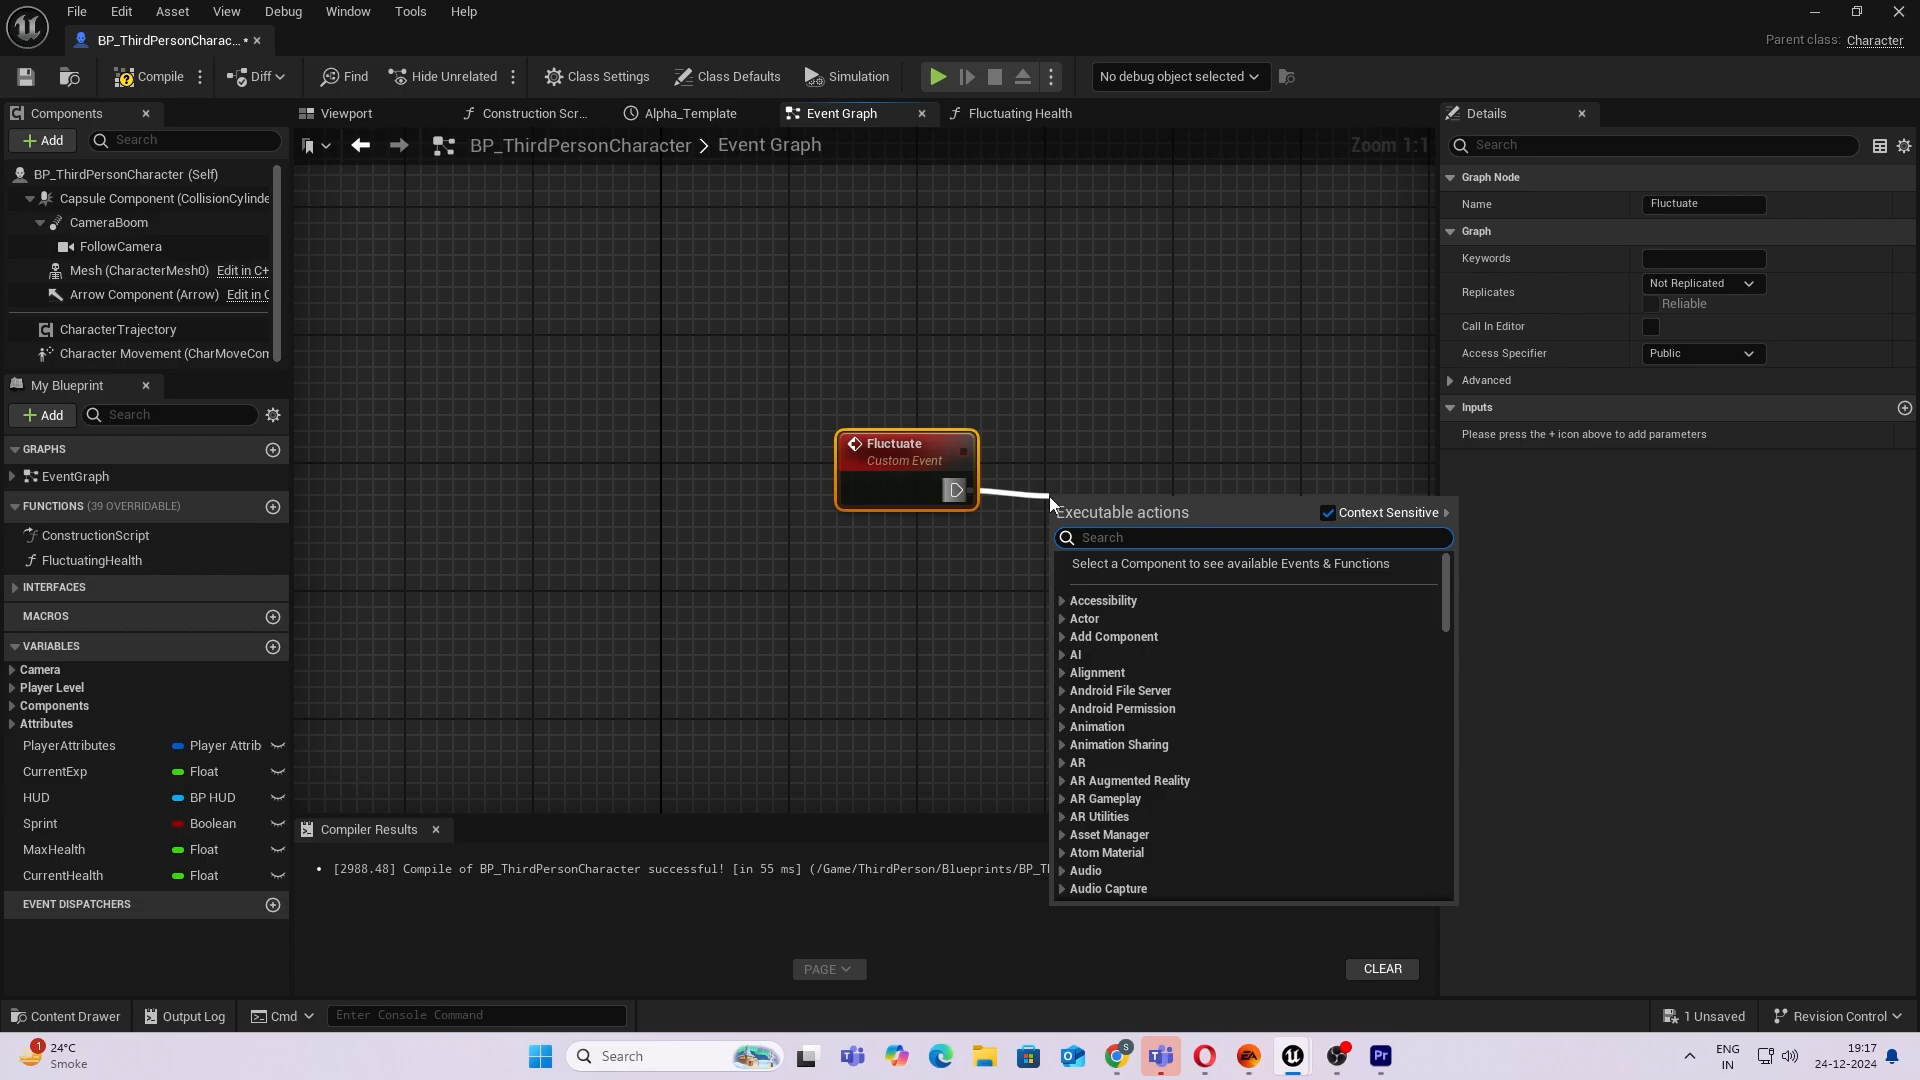 File Edit Asset View Debug Window Tools Help
BP_ThirdPersonCharac... •
Parent class: Character
Compile Diff Find Hide Unrelated Class Settings Class Defaults Simulation No debug object selected
Components
Viewport Construction Scr... Alpha_Template Event Graph Fluctuating Health
Details
Add Search
BP_ThirdPersonCharacter > Event Graph
Zoom 1:1
Search
BP_ThirdPersonCharacter (Self)
Capsule Component (CollisionCylinde
CameraBoom
FollowCamera
Mesh (CharacterMesh0) Edit in C+
Arrow Component (Arrow) Edit in C
CharacterTrajectory
Character Movement (CharMoveCom
Graph Node
Name Fluctuate
Graph
Keywords
Replicates Not Replicated
Reliable
Call In Editor
Access Specifier Public
Advanced
Inputs
Please press the + icon above to add parameters
My Blueprint
Add Search
GRAPHS
EventGraph
FUNCTIONS (39 OVERRIDABLE)
ConstructionScript
FluctuatingHealth
INTERFACES
MACROS
VARIABLES
Camera
Player Level
Components
Attributes
PlayerAttributes Player Attrib
CurrentExp Float
HUD BP HUD
Sprint Boolean
MaxHealth Float
CurrentHealth Float
EVENT DISPATCHERS
Fluctuate
Custom Event
Executable actions Context Sensitive
Search
Select a Component to see available Events & Functions
Accessibility
Actor
Add Component
AI
Alignment
Android File Server
Android Permission
Animation
Animation Sharing
AR
AR Augmented Reality
AR Gameplay
AR Utilities
Asset Manager
Atom Material
Audio
Audio Capture
Compiler Results
• [2988.48] Compile of BP_ThirdPersonCharacter successful! [in 55 ms] (/Game/ThirdPerson/Blueprints/BP_Th
PAGE
CLEAR
Content Drawer Output Log Cmd Enter Console Command
1 Unsaved Revision Control
1
24°C
Smoke
Search
S
EA
Pr
ENG
IN
19:17
24-12-2024